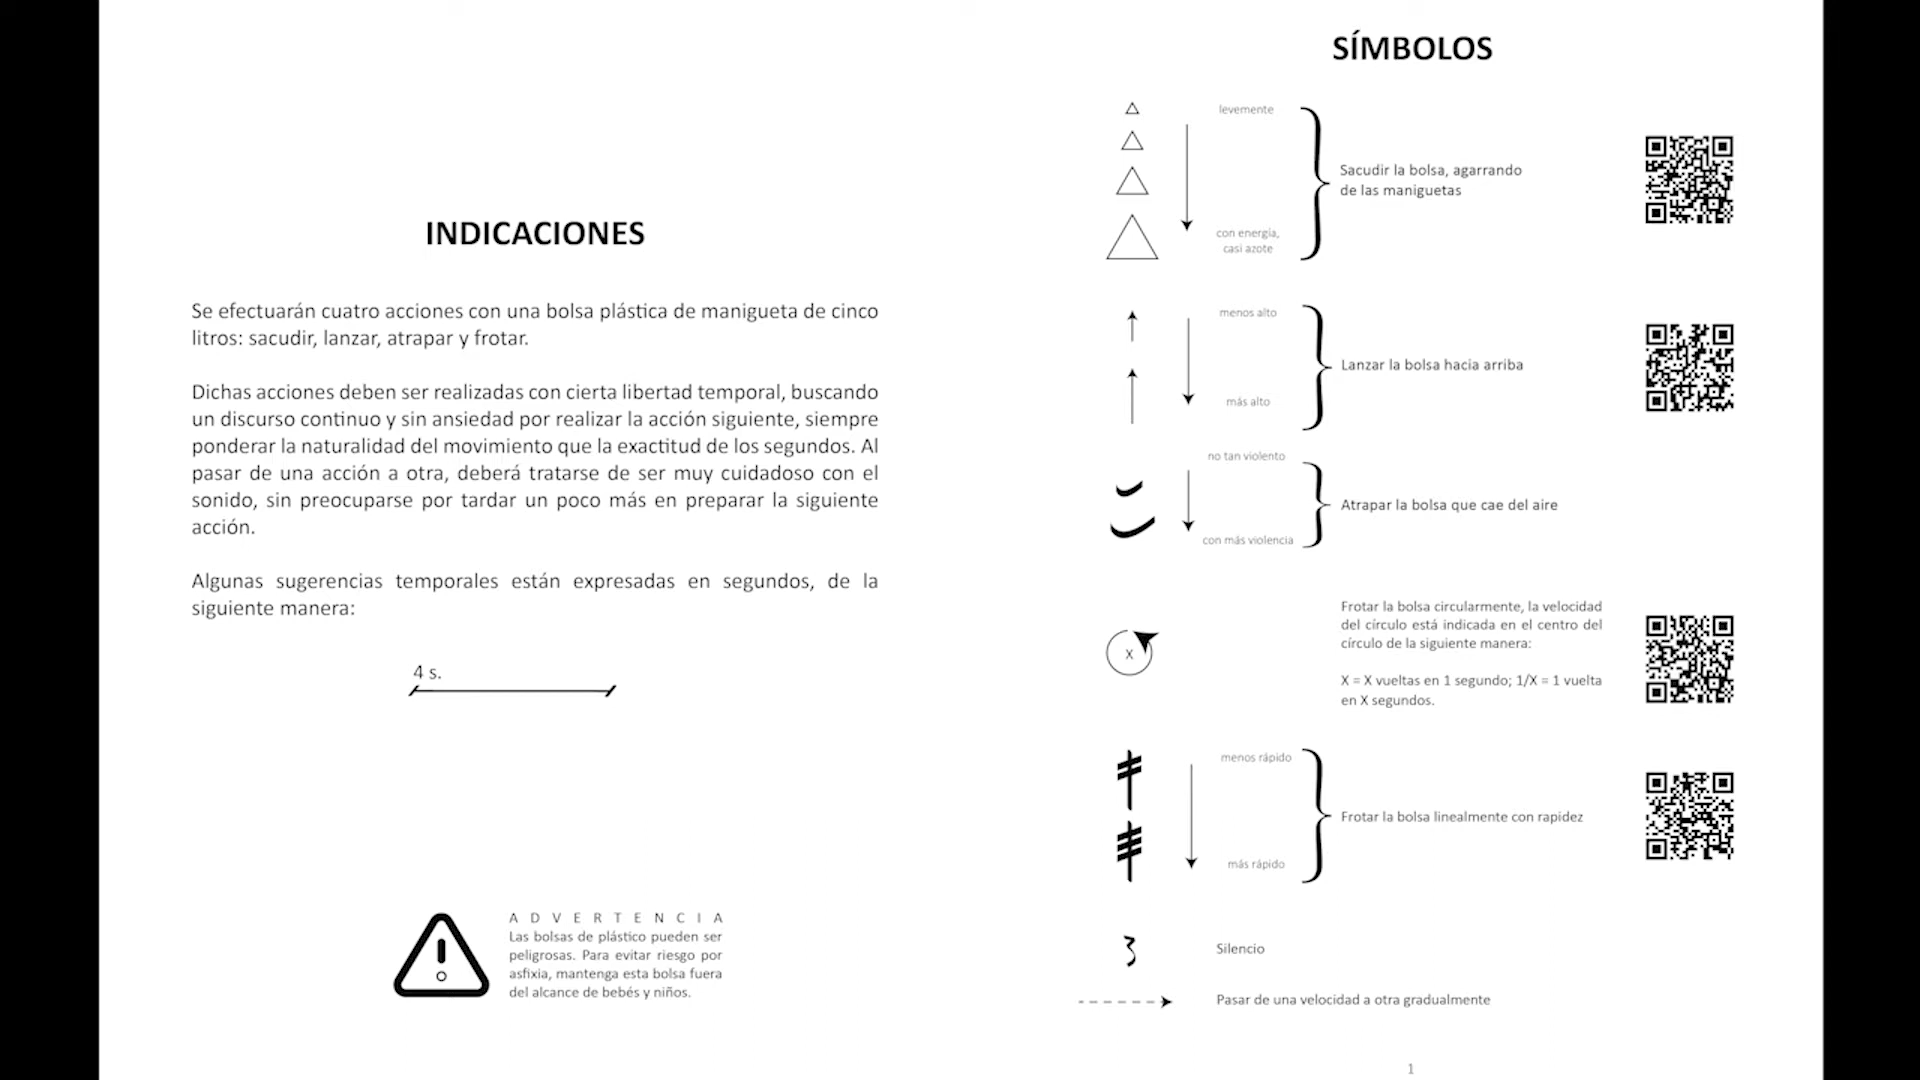 INDICACIONES
Se efectuarán cuatro acciones con una bolsa plástica de manigueta de cinco
litros: sacudir, lanzar, atrapar y frotar.
Dichas acciones deben ser realizadas con cierta libertad temporal, buscando
un discurso continuo y sin ansiedad por realizar la acción siguiente, siempre
ponderar la naturalidad del movimiento que la exactitud de los segundos. Al
pasar de una acción a otra, deberá tratarse de ser muy cuidadoso con el
sonido, sin preocuparse por tardar un poco más en preparar la siguiente
acción.
Algunas sugerencias temporales están expresadas en segundos, de la
siguiente manera:
4 s.
A D V E R T E N C I A
Las bolsas de plástico pueden ser
peligrosas. Para evitar riesgo por
asfixia, mantenga esta bolsa fuera
del alcance de bebés y niños.
SÍMBOLOS
levemente
con energía,
casi azote
Sacudir la bolsa, agarrando
de las maniguetas
menos alto
más alto
Lanzar la bolsa hacia arriba
no tan violento
con más violencia
Atrapar la bolsa que cae del aire
X
Frotar la bolsa circularmente, la velocidad
del círculo está indicada en el centro del
círculo de la siguiente manera:
X = X vueltas en 1 segundo; 1/X = 1 vuelta
en X segundos.
menos rápido
más rápido
Frotar la bolsa linealmente con rapidez
Silencio
Pasar de una velocidad a otra gradualmente
1